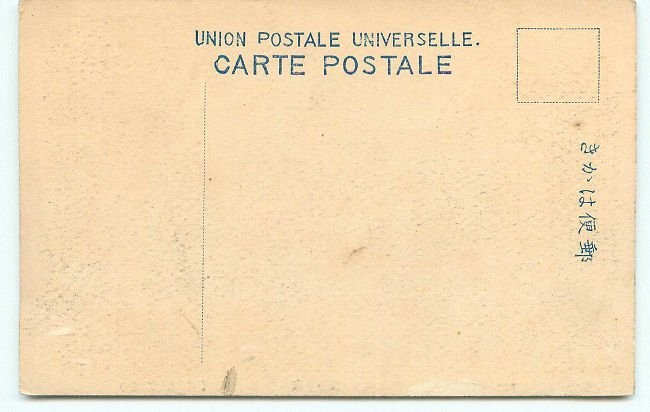 UNION POSTALE UNIVERSELLE.
CARTE POSTALE
郵便はかき